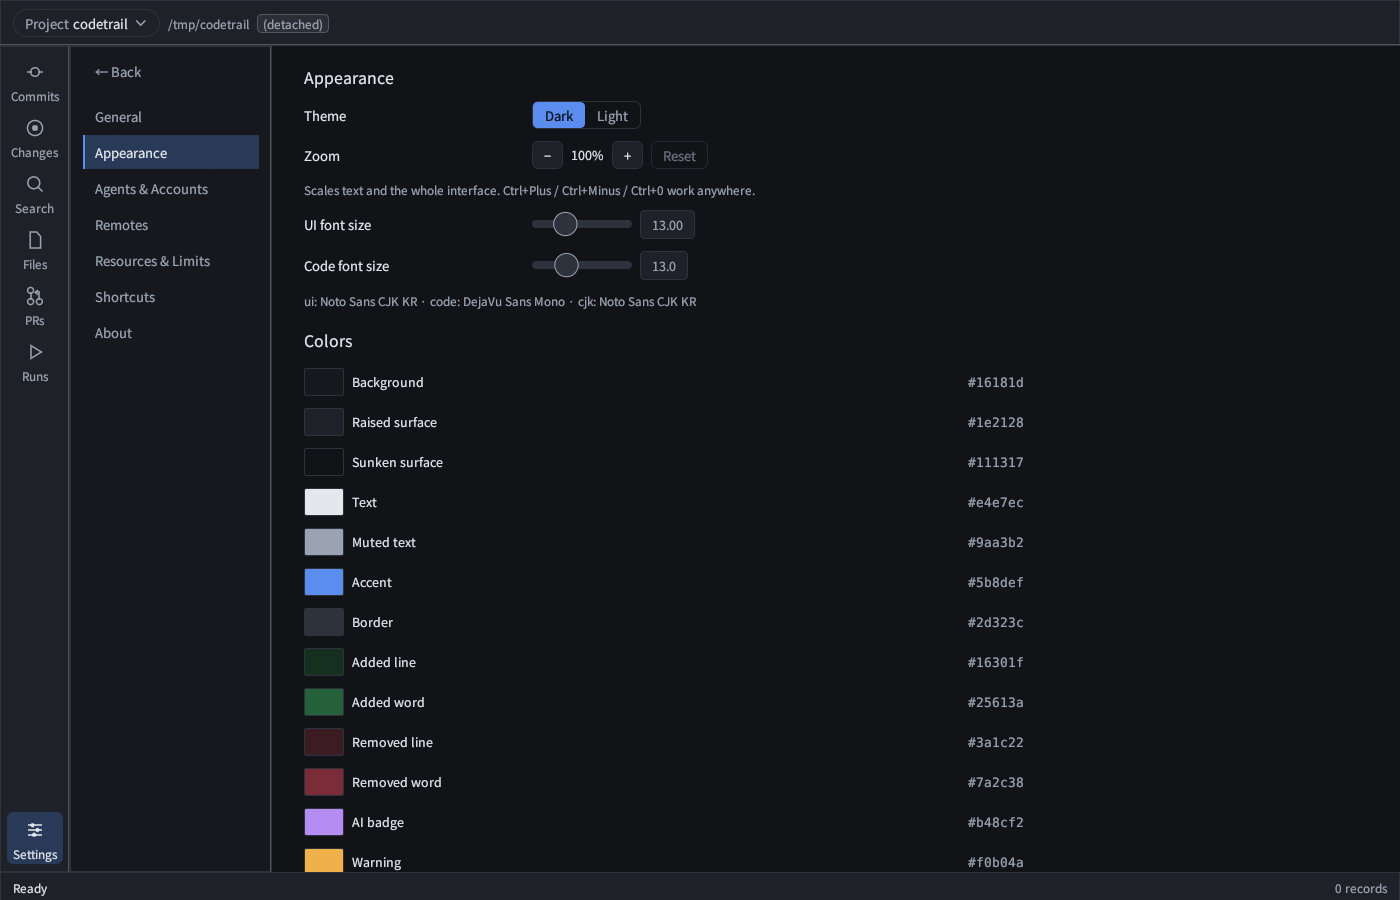 Project codetrail /tmp/codetrail (detached)
Commits
Changes
Search
Files
PRs
Runs
Settings
← Back
General
Appearance
Agents & Accounts
Remotes
Resources & Limits
Shortcuts
About
Appearance
Theme Dark Light
Zoom − 100% + Reset
Scales text and the whole interface. Ctrl+Plus / Ctrl+Minus / Ctrl+0 work anywhere.
UI font size 13.00
Code font size 13.0
ui: Noto Sans CJK KR · code: DejaVu Sans Mono · cjk: Noto Sans CJK KR
Colors
Background #16181d
Raised surface #1e2128
Sunken surface #111317
Text #e4e7ec
Muted text #9aa3b2
Accent #5b8def
Border #2d323c
Added line #16301f
Added word #25613a
Removed line #3a1c22
Removed word #7a2c38
AI badge #b48cf2
Warning #f0b04a
Ready 0 records